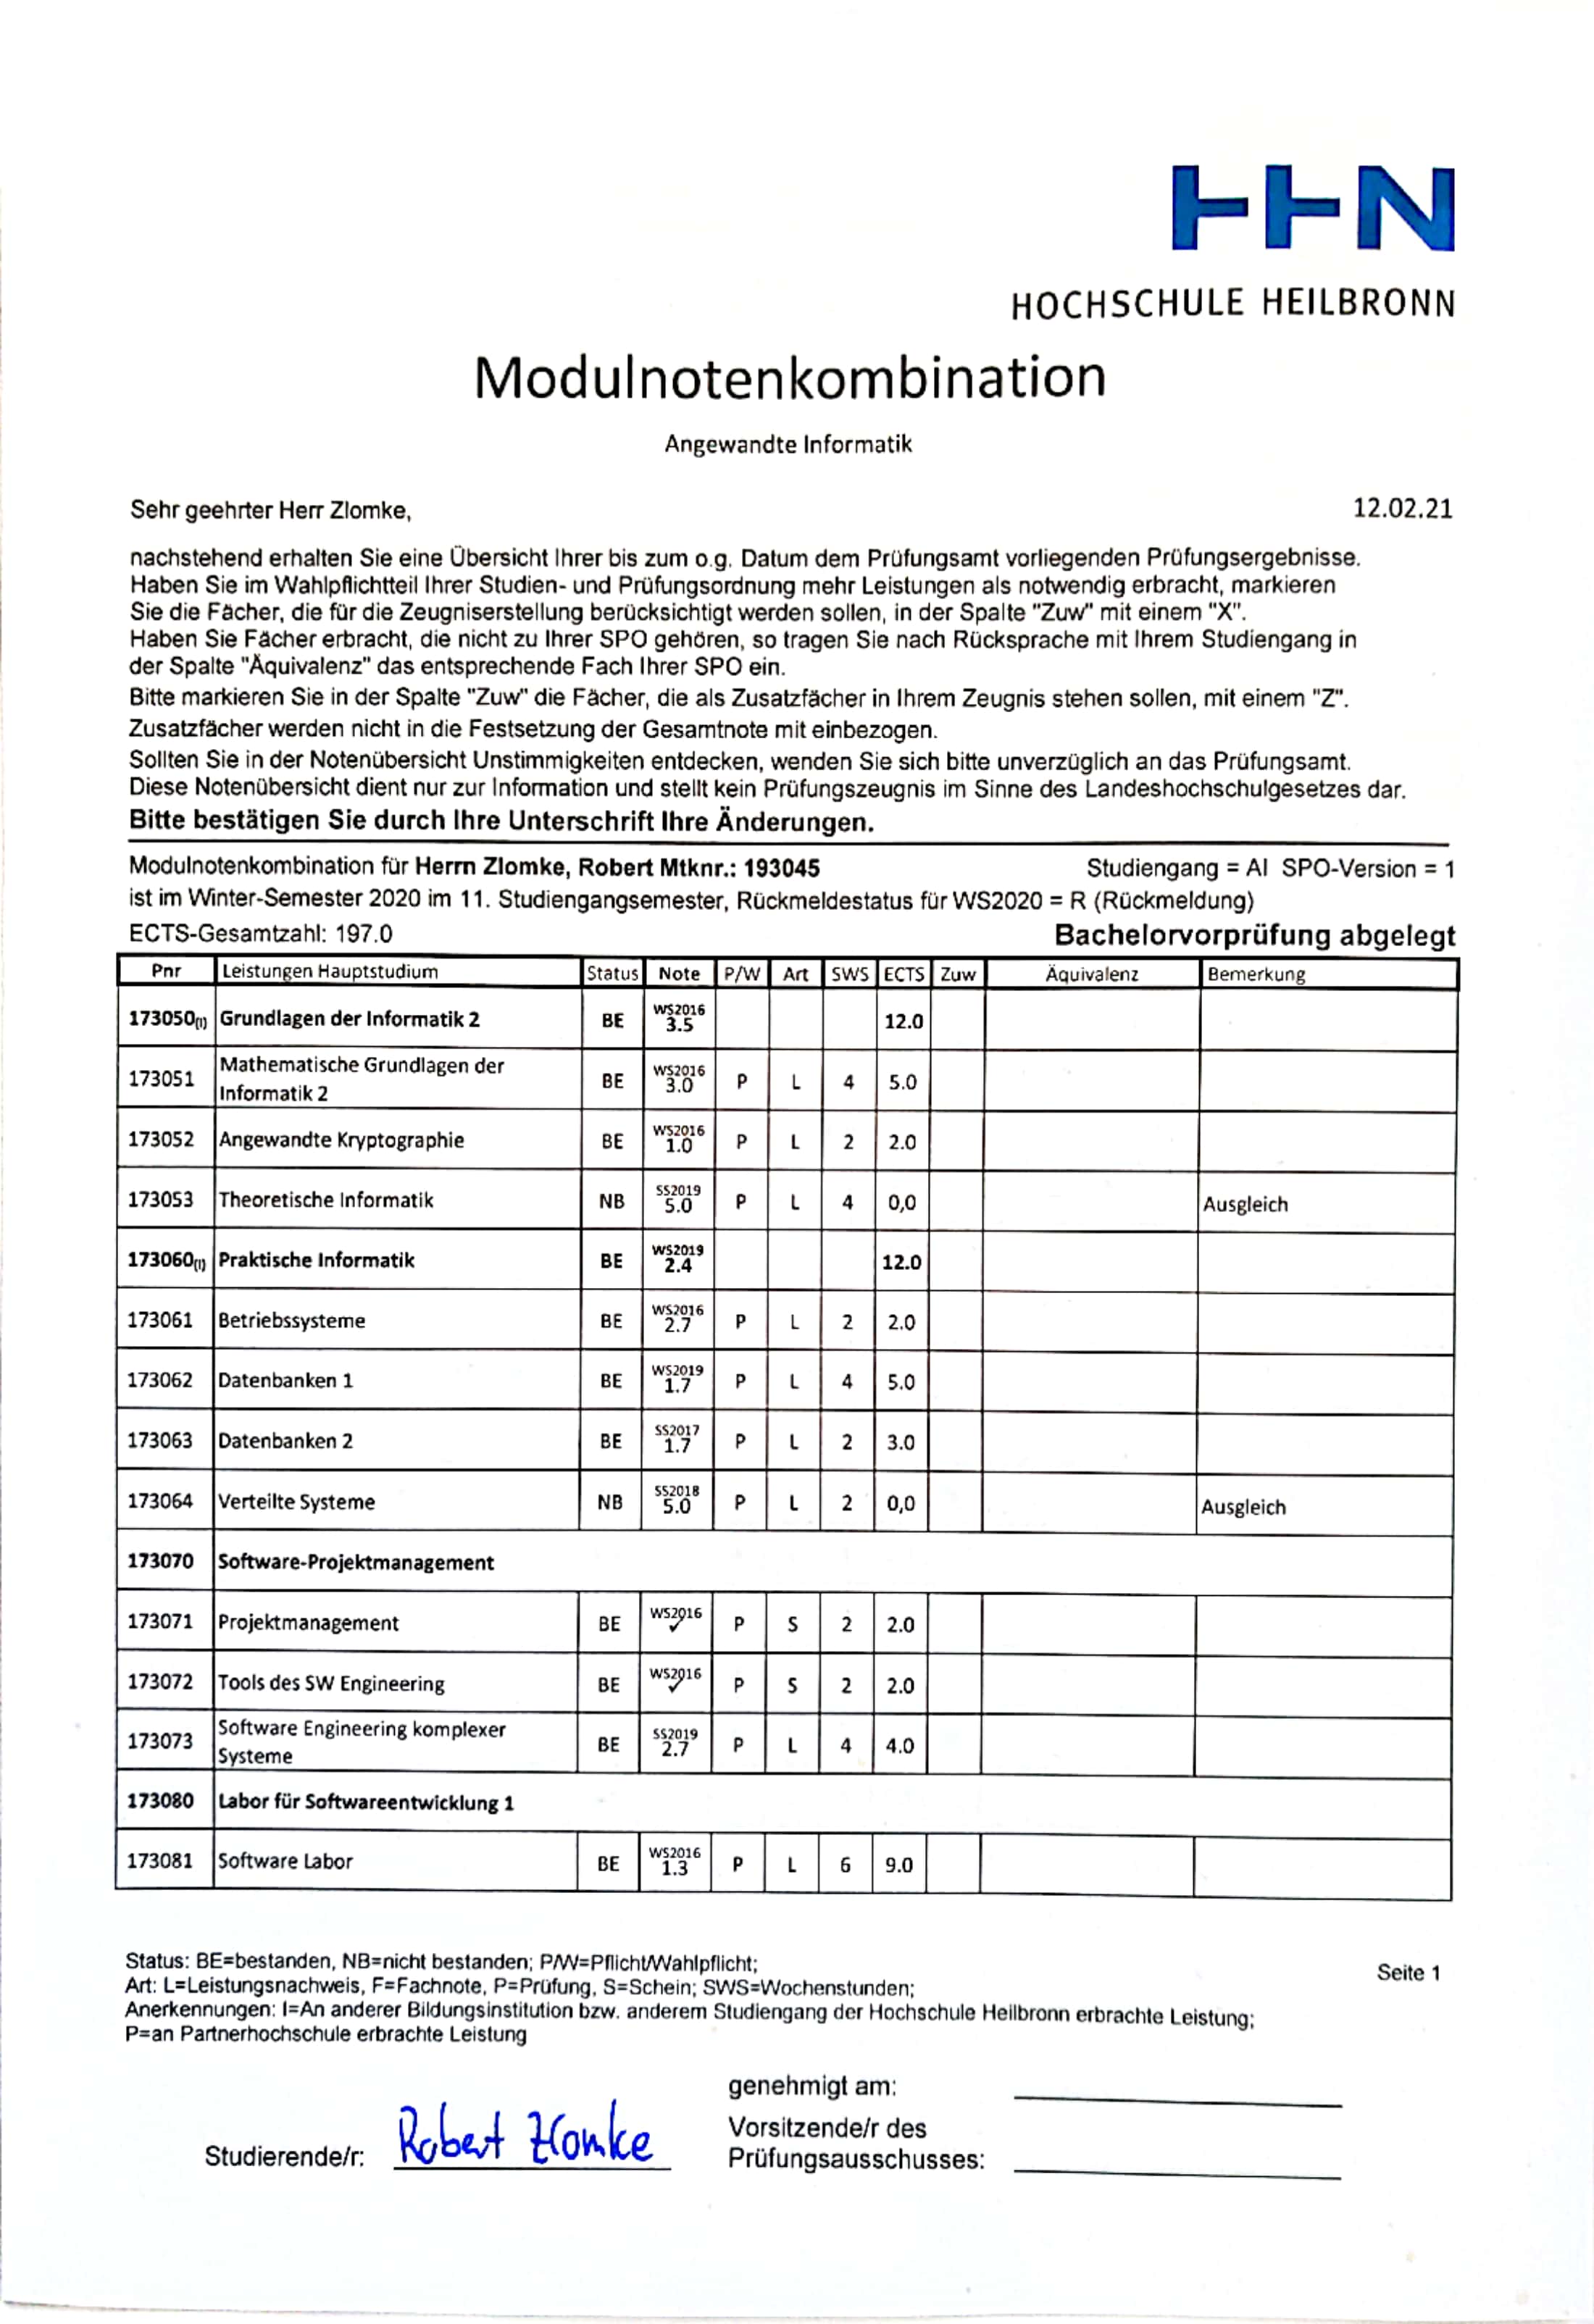 HHN
HOCHSCHULE HEILBRONN
Modulnotenkombination
Angewandte Informatik
Sehr geehrter Herr Zlomke, 12.02.21
nachstehend erhalten Sie eine Übersicht Ihrer bis zum o.g. Datum dem Prüfungsamt vorliegenden Prüfungsergebnisse.
Haben Sie im Wahlpflichtteil Ihrer Studien- und Prüfungsordnung mehr Leistungen als notwendig erbracht, markieren
Sie die Fächer, die für die Zeugniserstellung berücksichtigt werden sollen, in der Spalte "Zuw" mit einem "X".
Haben Sie Fächer erbracht, die nicht zu Ihrer SPO gehören, so tragen Sie nach Rücksprache mit Ihrem Studiengang in
der Spalte "Äquivalenz" das entsprechende Fach Ihrer SPO ein.
Bitte markieren Sie in der Spalte "Zuw" die Fächer, die als Zusatzfächer in Ihrem Zeugnis stehen sollen, mit einem "Z".
Zusatzfächer werden nicht in die Festsetzung der Gesamtnote mit einbezogen.
Sollten Sie in der Notenübersicht Unstimmigkeiten entdecken, wenden Sie sich bitte unverzüglich an das Prüfungsamt.
Diese Notenübersicht dient nur zur Information und stellt kein Prüfungszeugnis im Sinne des Landeshochschulgesetzes dar.
Bitte bestätigen Sie durch Ihre Unterschrift Ihre Änderungen.
Modulnotenkombination für Herrn Zlomke, Robert Mtknr.: 193045 Studiengang = AI SPO-Version = 1
ist im Winter-Semester 2020 im 11. Studiengangsemester, Rückmeldestatus für WS2020 = R (Rückmeldung)
ECTS-Gesamtzahl: 197.0 Bachelorvorprüfung abgelegt
Pnr Leistungen Hauptstudium Status Note P/W Art SWS ECTS Zuw Äquivalenz Bemerkung
173050(I) Grundlagen der Informatik 2 BE WS2016 3.5 12.0
173051 Mathematische Grundlagen der Informatik 2 BE WS2016 3.0 P L 4 5.0
173052 Angewandte Kryptographie BE WS2016 1.0 P L 2 2.0
173053 Theoretische Informatik NB SS2019 5.0 P L 4 0,0 Ausgleich
173060(I) Praktische Informatik BE WS2019 2.4 12.0
173061 Betriebssysteme BE WS2016 2.7 P L 2 2.0
173062 Datenbanken 1 BE WS2019 1.7 P L 4 5.0
173063 Datenbanken 2 BE SS2017 1.7 P L 2 3.0
173064 Verteilte Systeme NB SS2018 5.0 P L 2 0,0 Ausgleich
173070 Software-Projektmanagement
173071 Projektmanagement BE WS2016 ✓ P S 2 2.0
173072 Tools des SW Engineering BE WS2016 ✓ P S 2 2.0
173073 Software Engineering komplexer Systeme BE SS2019 2.7 P L 4 4.0
173080 Labor für Softwareentwicklung 1
173081 Software Labor BE WS2016 1.3 P L 6 9.0
Status: BE=bestanden, NB=nicht bestanden; P/W=Pflicht/Wahlpflicht; Seite 1
Art: L=Leistungsnachweis, F=Fachnote, P=Prüfung, S=Schein; SWS=Wochenstunden;
Anerkennungen: I=An anderer Bildungsinstitution bzw. anderem Studiengang der Hochschule Heilbronn erbrachte Leistung;
P=an Partnerhochschule erbrachte Leistung
genehmigt am:
Studierende/r: Robert Zlomke
Vorsitzende/r des
Prüfungsausschusses: